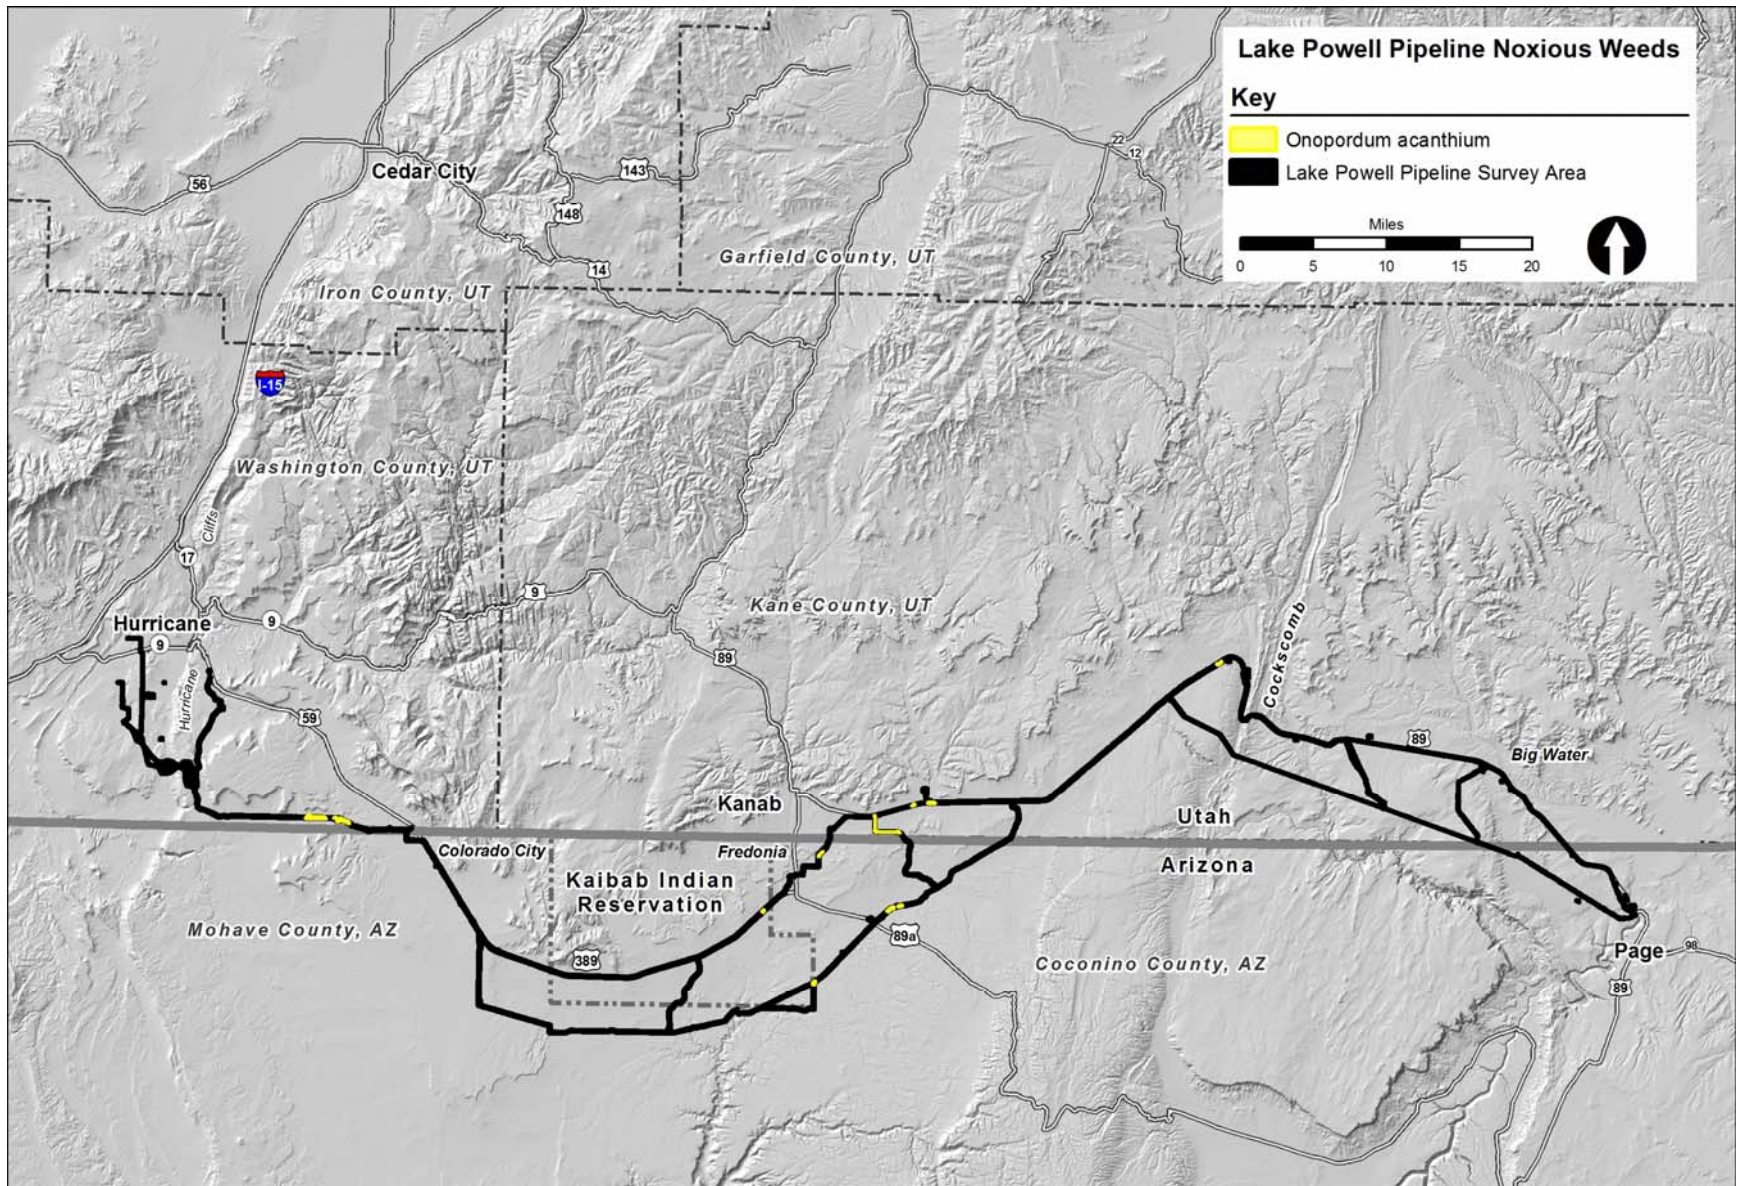 Lake Powell Pipeline Noxious Weeds
Key
Onopordum acanthium
Lake Powell Pipeline Survey Area
Miles
0 5 10 15 20
22
12
56
Cedar City
143
148
14
Garfield County, UT
Iron County, UT
I-15
Washington County, UT
Cliffs
17
9
9
Kane County, UT
Hurricane
9
Hurricane
89
59
Cockscomb
89
Big Water
Kanab
Utah
Colorado City
Fredonia
Arizona
Kaibab Indian
Reservation
Mohave County, AZ
89a
389
Coconino County, AZ
Page
98
89